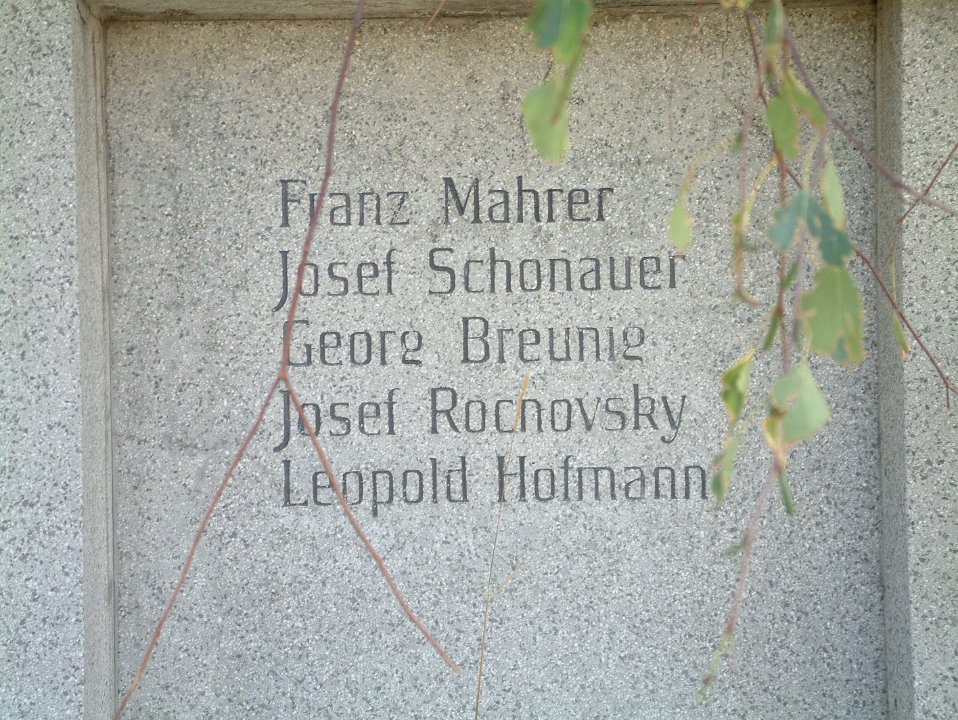 Franz Mahrer
Josef Schonauer
Georg Breunig
Josef Rochovsky
Leopold Hofmann